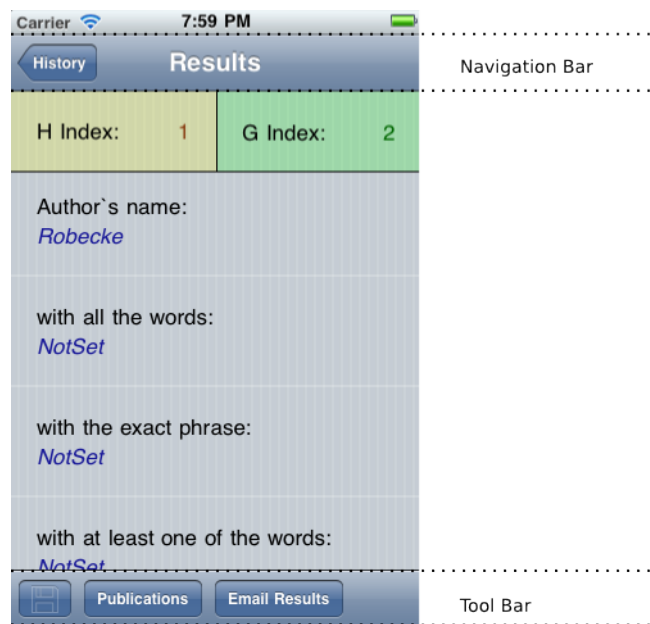 Carrier 7:59 PM
History Results
Navigation Bar
H Index: 1 G Index: 2
Author`s name:
Robecke
with all the words:
NotSet
with the exact phrase:
NotSet
with at least one of the words:
NotSet
Publications Email Results
Tool Bar